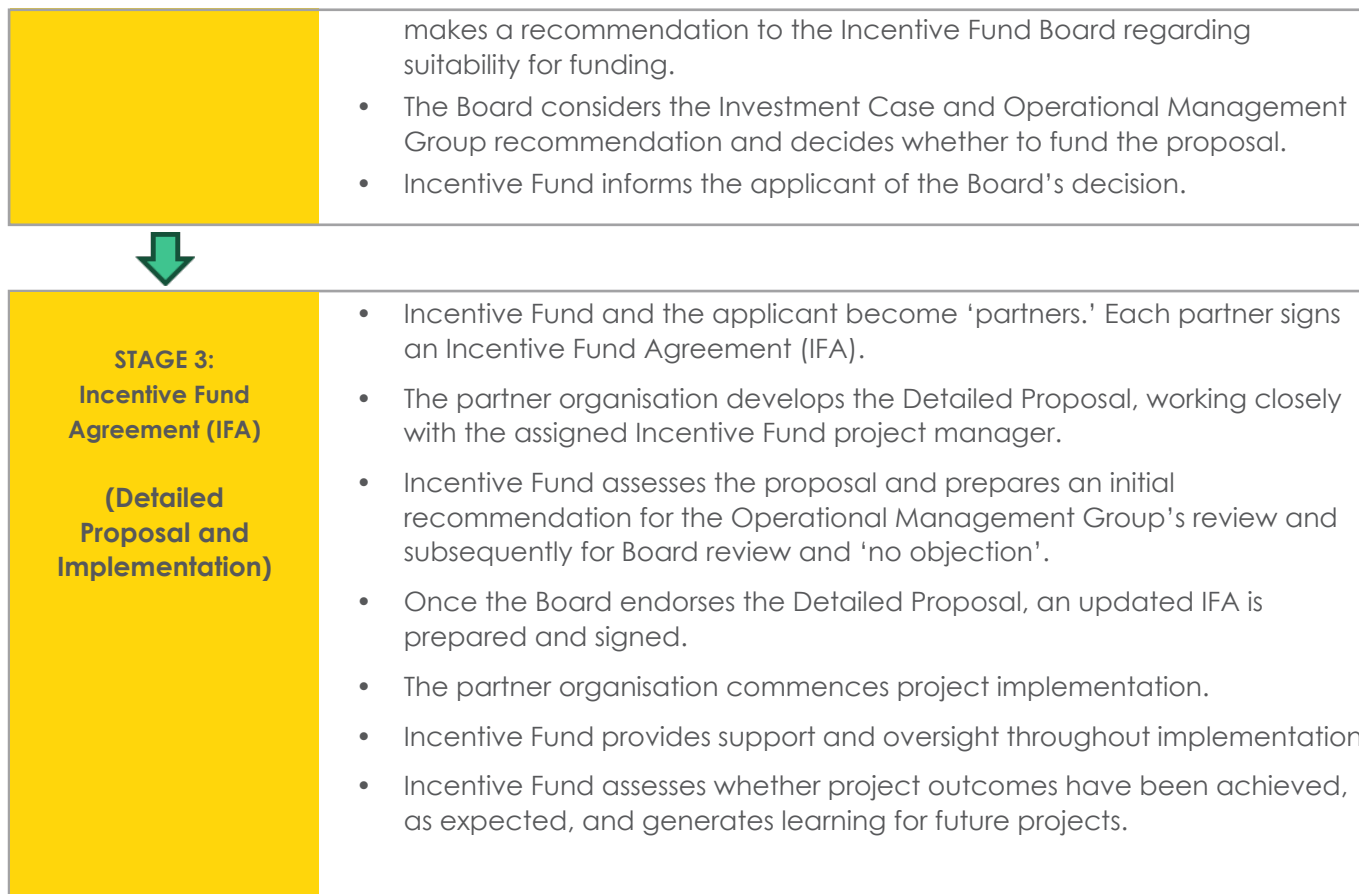 makes a recommendation to the Incentive Fund Board regarding
suitability for funding.
• The Board considers the Investment Case and Operational Management
Group recommendation and decides whether to fund the proposal.
• Incentive Fund informs the applicant of the Board’s decision.
STAGE 3:
Incentive Fund
Agreement (IFA)
(Detailed
Proposal and
Implementation)
• Incentive Fund and the applicant become ‘partners.’ Each partner signs
an Incentive Fund Agreement (IFA).
• The partner organisation develops the Detailed Proposal, working closely
with the assigned Incentive Fund project manager.
• Incentive Fund assesses the proposal and prepares an initial
recommendation for the Operational Management Group’s review and
subsequently for Board review and ‘no objection’.
• Once the Board endorses the Detailed Proposal, an updated IFA is
prepared and signed.
• The partner organisation commences project implementation.
• Incentive Fund provides support and oversight throughout implementation
• Incentive Fund assesses whether project outcomes have been achieved,
as expected, and generates learning for future projects.